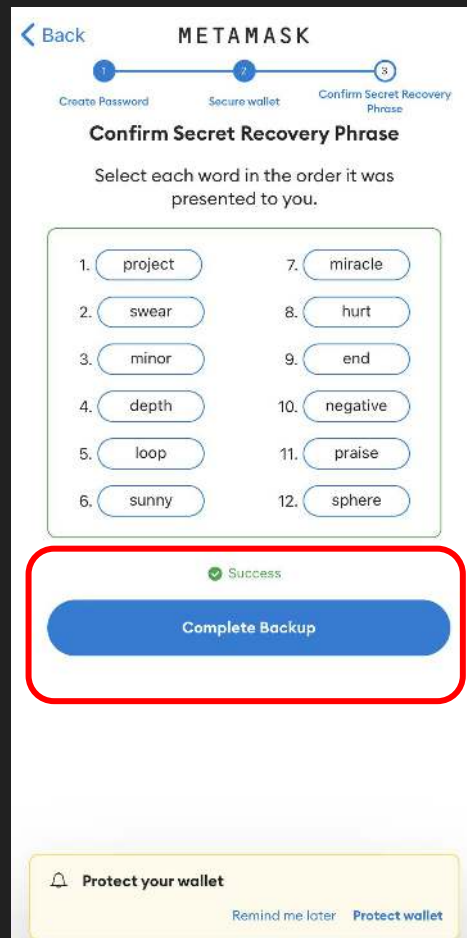 Back METAMASK
1 2 3
Create Password Secure wallet Confirm Secret Recovery
Phrase
Confirm Secret Recovery Phrase
Select each word in the order it was
presented to you.
1. project 7. miracle
2. swear 8. hurt
3. minor 9. end
4. depth 10. negative
5. loop 11. praise
6. sunny 12. sphere
Success
Complete Backup
Protect your wallet
Remind me later Protect wallet